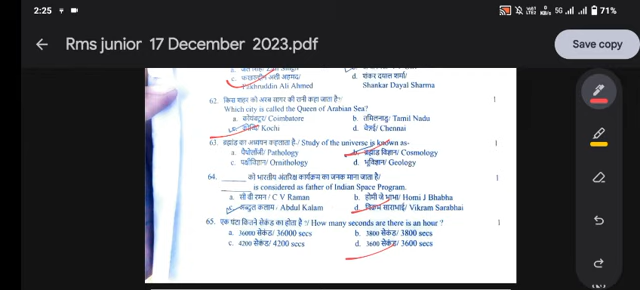 2:25
5G 71%
Rms junior 17 December 2023.pdf
Save copy
c. फखरुद्दीन अली अहमद/ d. शंकर दयाल शर्मा/
Fakhruddin Ali Ahmed Shankar Dayal Sharma
62. किस शहर को अरब सागर की रानी कहा जाता है? 1
Which city is called the Queen of Arabian Sea?
a. कोयंबटूर/ Coimbatore b. तमिलनाडु/ Tamil Nadu
कोच्चि/ Kochi d. चेन्नई/ Chennai
63. ब्रह्मांड का अध्ययन कहलाता है-/ Study of the universe is known as- 1
a. पैथोलॉजी/ Pathology b. ब्रह्मांड विज्ञान/ Cosmology
c. पक्षीविज्ञान/ Ornithology d. भूविज्ञान/ Geology
64. ______ को भारतीय अंतरिक्ष कार्यक्रम का जनक माना जाता है/ 1
______ is considered as father of Indian Space Program.
a. सी वी रमन / C V Raman b. होमी जे भाभा/ Homi J Bhabha
c. अब्दुल कलाम / Abdul Kalam d. विक्रम साराभाई / Vikram Sarabhai
65. एक घंटा कितने सेकंड का होता है ?/ How many seconds are there is an hour? 1
a. 36000 सेकंड/ 36000 secs b. 3800 सेकंड/ 3800 secs
c. 4200 सेकंड/ 4200 secs d. 3600 सेकंड/ 3600 secs